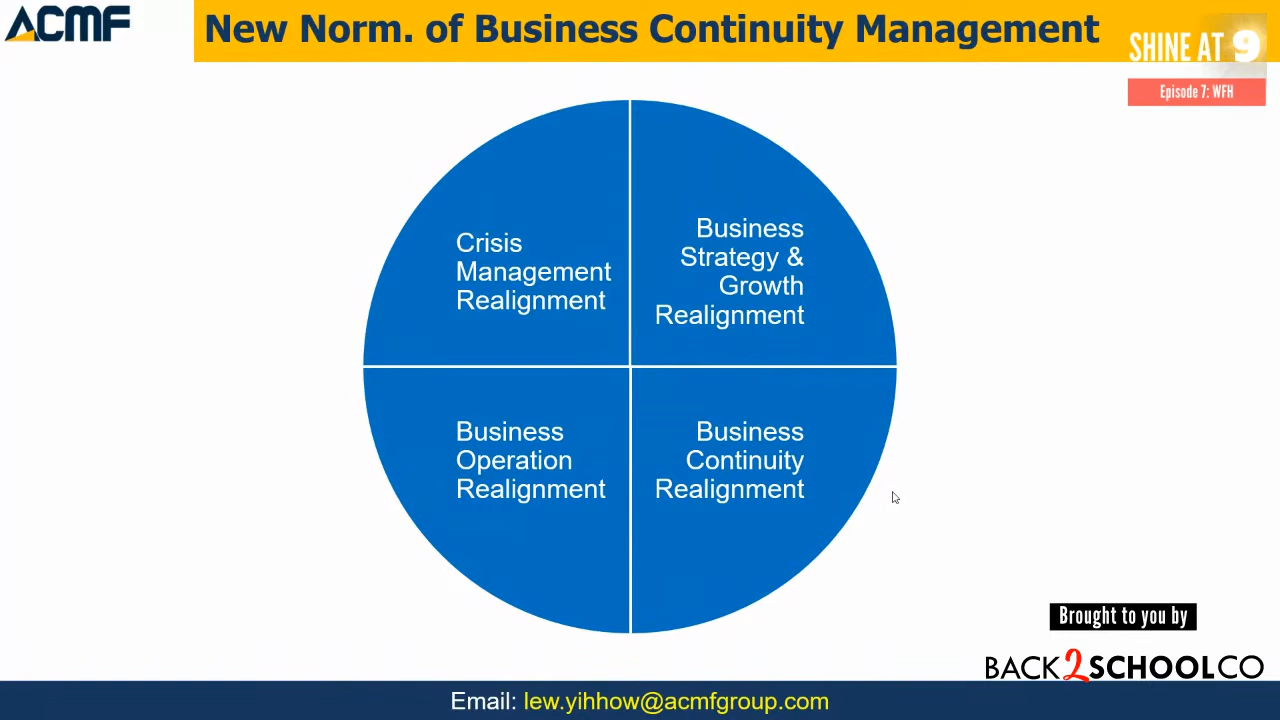 ACMF
New Norm. of Business Continuity Management
SHINE AT 9
Episode 7: WFH
Crisis
Management
Realignment
Business
Strategy &
Growth
Realignment
Business
Operation
Realignment
Business
Continuity
Realignment
Brought to you by
BACK2SCHOOLCO
Email: lew.yihhow@acmfgroup.com